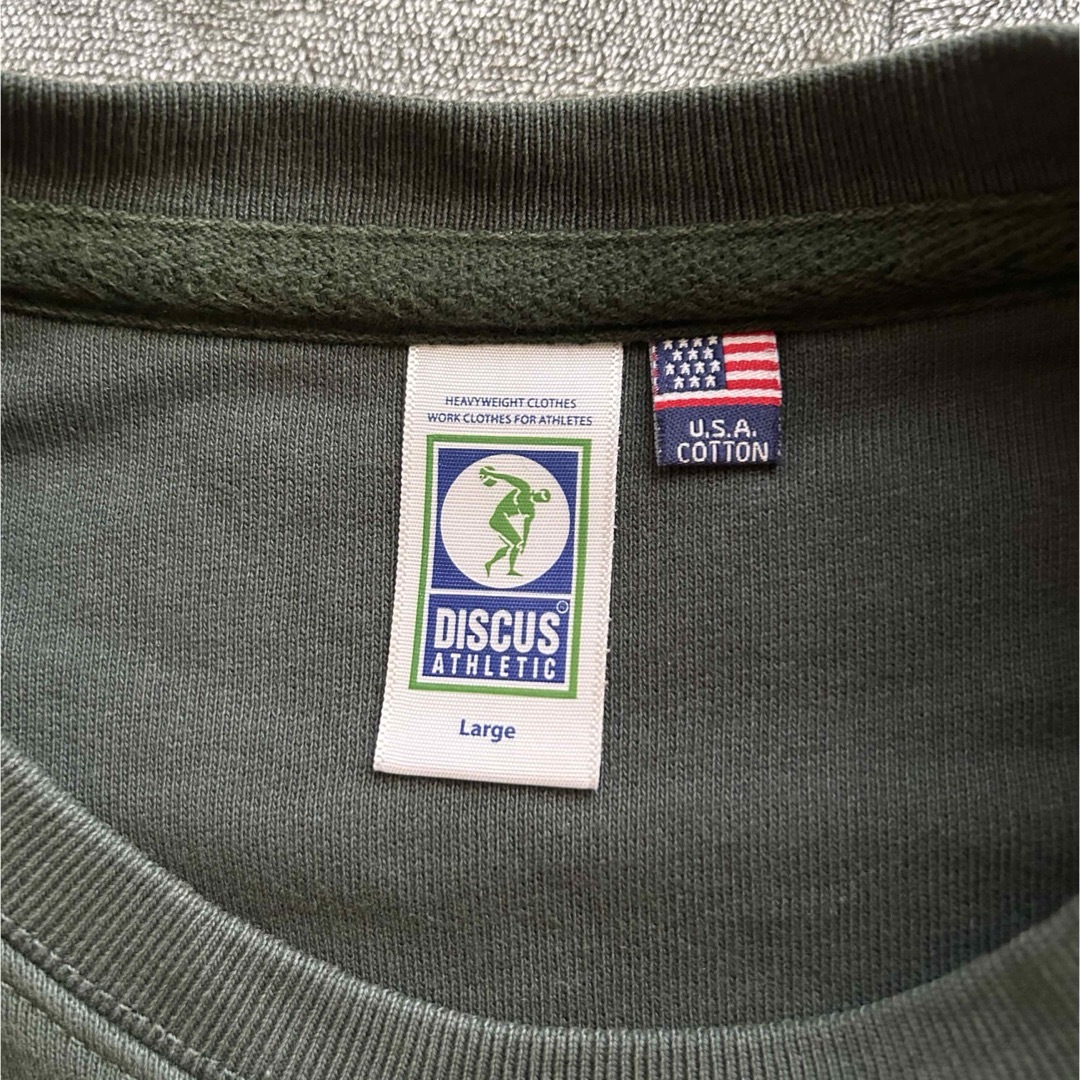 HEAVYWEIGHT CLOTHES
WORK CLOTHES FOR ATHLETES
DISCUS
ATHLETIC
Large
U.S.A.
COTTON